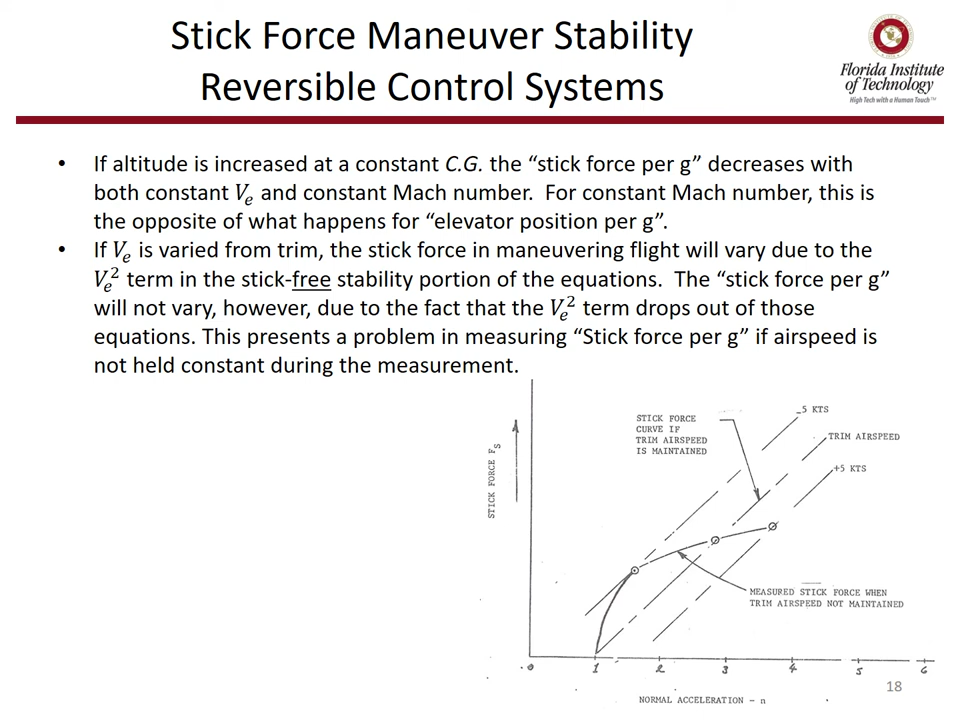 Stick Force Maneuver Stability
Reversible Control Systems
Florida Institute
of Technology
High Tech with a Human Touch™
• If altitude is increased at a constant C.G. the “stick force per g” decreases with
both constant Vₑ and constant Mach number. For constant Mach number, this is
the opposite of what happens for “elevator position per g”.
• If Vₑ is varied from trim, the stick force in maneuvering flight will vary due to the
Vₑ² term in the stick-free stability portion of the equations. The “stick force per g”
will not vary, however, due to the fact that the Vₑ² term drops out of those
equations. This presents a problem in measuring “Stick force per g” if airspeed is
not held constant during the measurement.
STICK FORCE
CURVE IF
TRIM AIRSPEED
IS MAINTAINED
-5 KTS
TRIM AIRSPEED
+5 KTS
STICK FORCE FS
MEASURED STICK FORCE WHEN
TRIM AIRSPEED NOT MAINTAINED
0 1 2 3 4 5 6
NORMAL ACCELERATION - n
18